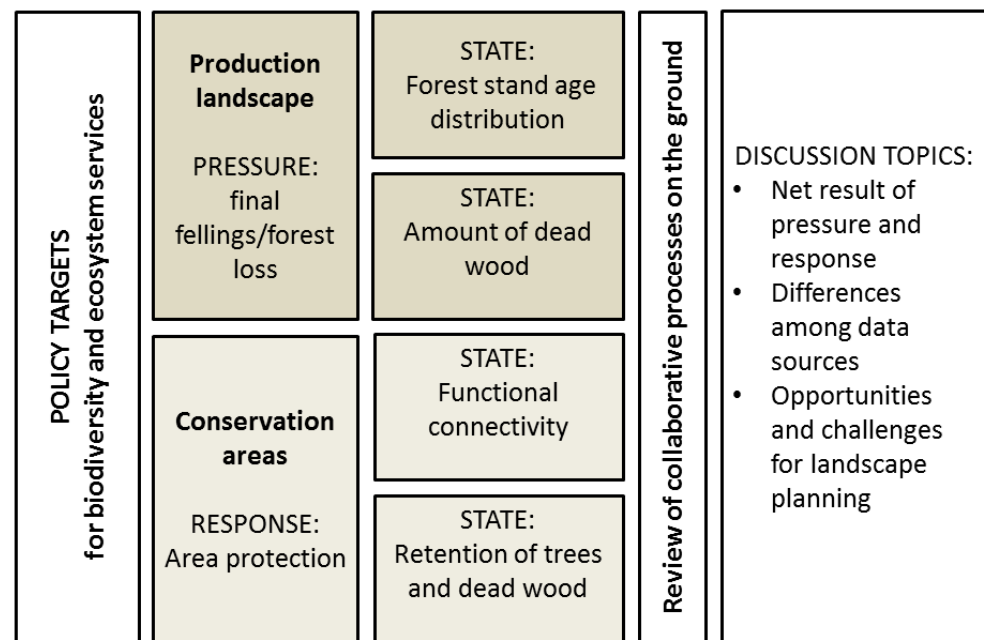 POLICY TARGETS
for biodiversity and ecosystem services
Production
landscape
PRESSURE:
final
fellings/forest
loss
Conservation
areas
RESPONSE:
Area protection
STATE:
Forest stand age
distribution
STATE:
Amount of dead
wood
STATE:
Functional
connectivity
STATE:
Retention of trees
and dead wood
Review of collaborative processes on the ground
DISCUSSION TOPICS:
• Net result of
pressure and
response
• Differences
among data
sources
• Opportunities
and challenges
for landscape
planning